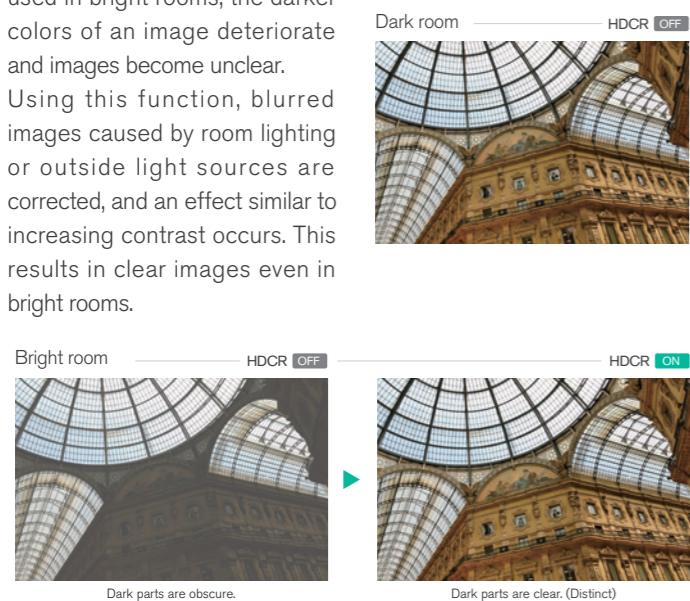 used in bright rooms, the darker
colors of an image deteriorate
and images become unclear.
Using this function, blurred
images caused by room lighting
or outside light sources are
corrected, and an effect similar to
increasing contrast occurs. This
results in clear images even in
bright rooms.
Dark room HDCR OFF
Bright room HDCR OFF HDCR ON
Dark parts are obscure. Dark parts are clear. (Distinct)